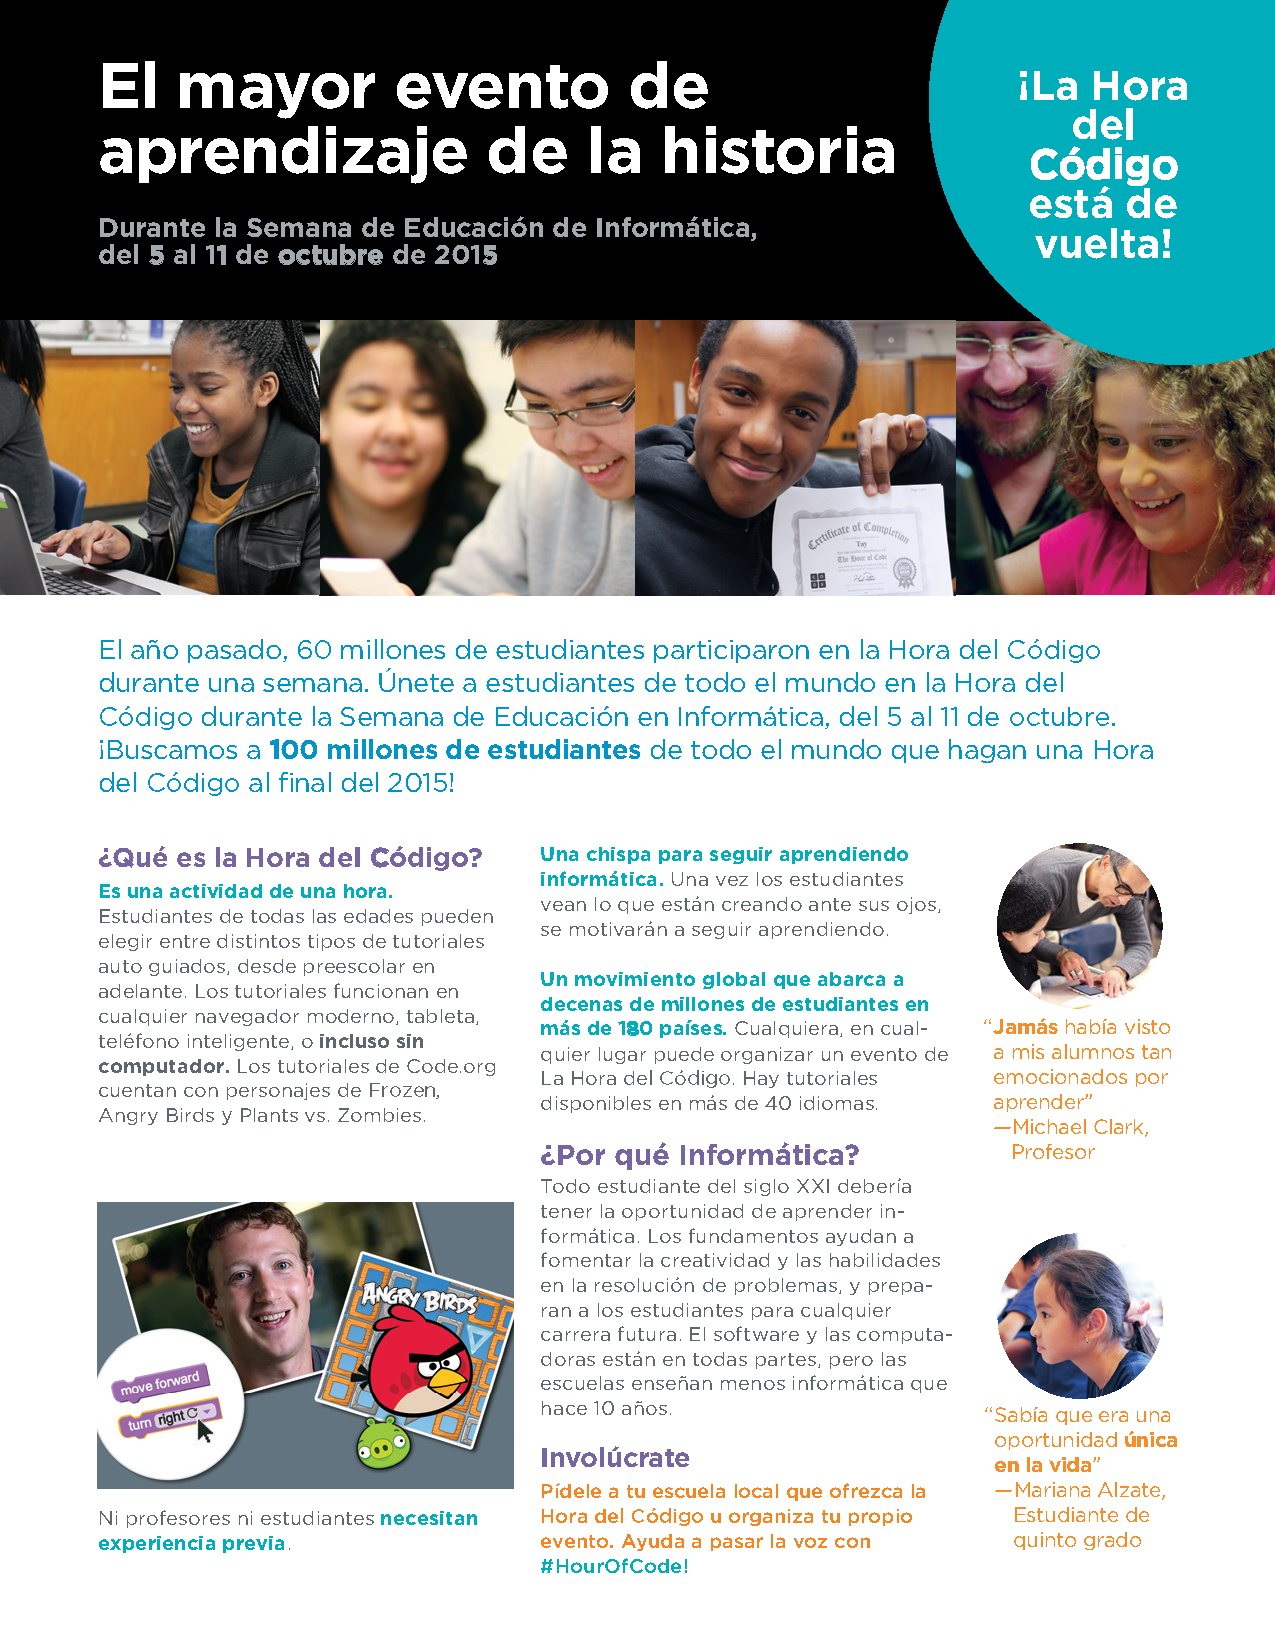 El mayor evento de
aprendizaje de la historia
Durante la Semana de Educación de Informática,
del 5 al 11 de octubre de 2015
¡La Hora
del
Código
está de
vuelta!
Certificate of Completion
Tay
The Hour of Code
El año pasado, 60 millones de estudiantes participaron en la Hora del Código
durante una semana. Únete a estudiantes de todo el mundo en la Hora del
Código durante la Semana de Educación en Informática, del 5 al 11 de octubre.
¡Buscamos a 100 millones de estudiantes de todo el mundo que hagan una Hora
del Código al final del 2015!
¿Qué es la Hora del Código?
Es una actividad de una hora.
Estudiantes de todas las edades pueden
elegir entre distintos tipos de tutoriales
auto guiados, desde preescolar en
adelante. Los tutoriales funcionan en
cualquier navegador moderno, tableta,
teléfono inteligente, o incluso sin
computador. Los tutoriales de Code.org
cuentan con personajes de Frozen,
Angry Birds y Plants vs. Zombies.
ANGRY BIRDS
move forward
turn right
Ni profesores ni estudiantes necesitan
experiencia previa.
Una chispa para seguir aprendiendo
informática. Una vez los estudiantes
vean lo que están creando ante sus ojos,
se motivarán a seguir aprendiendo.
Un movimiento global que abarca a
decenas de millones de estudiantes en
más de 180 países. Cualquiera, en cual-
quier lugar puede organizar un evento de
La Hora del Código. Hay tutoriales
disponibles en más de 40 idiomas.
¿Por qué Informática?
Todo estudiante del siglo XXI debería
tener la oportunidad de aprender in-
formática. Los fundamentos ayudan a
fomentar la creatividad y las habilidades
en la resolución de problemas, y prepa-
ran a los estudiantes para cualquier
carrera futura. El software y las computa-
doras están en todas partes, pero las
escuelas enseñan menos informática que
hace 10 años.
Involúcrate
Pídele a tu escuela local que ofrezca la
Hora del Código u organiza tu propio
evento. Ayuda a pasar la voz con
#HourOfCode!
“Jamás había visto
a mis alumnos tan
emocionados por
aprender”
—Michael Clark,
Profesor
“Sabía que era una
oportunidad única
en la vida”
—Mariana Alzate,
Estudiante de
quinto grado